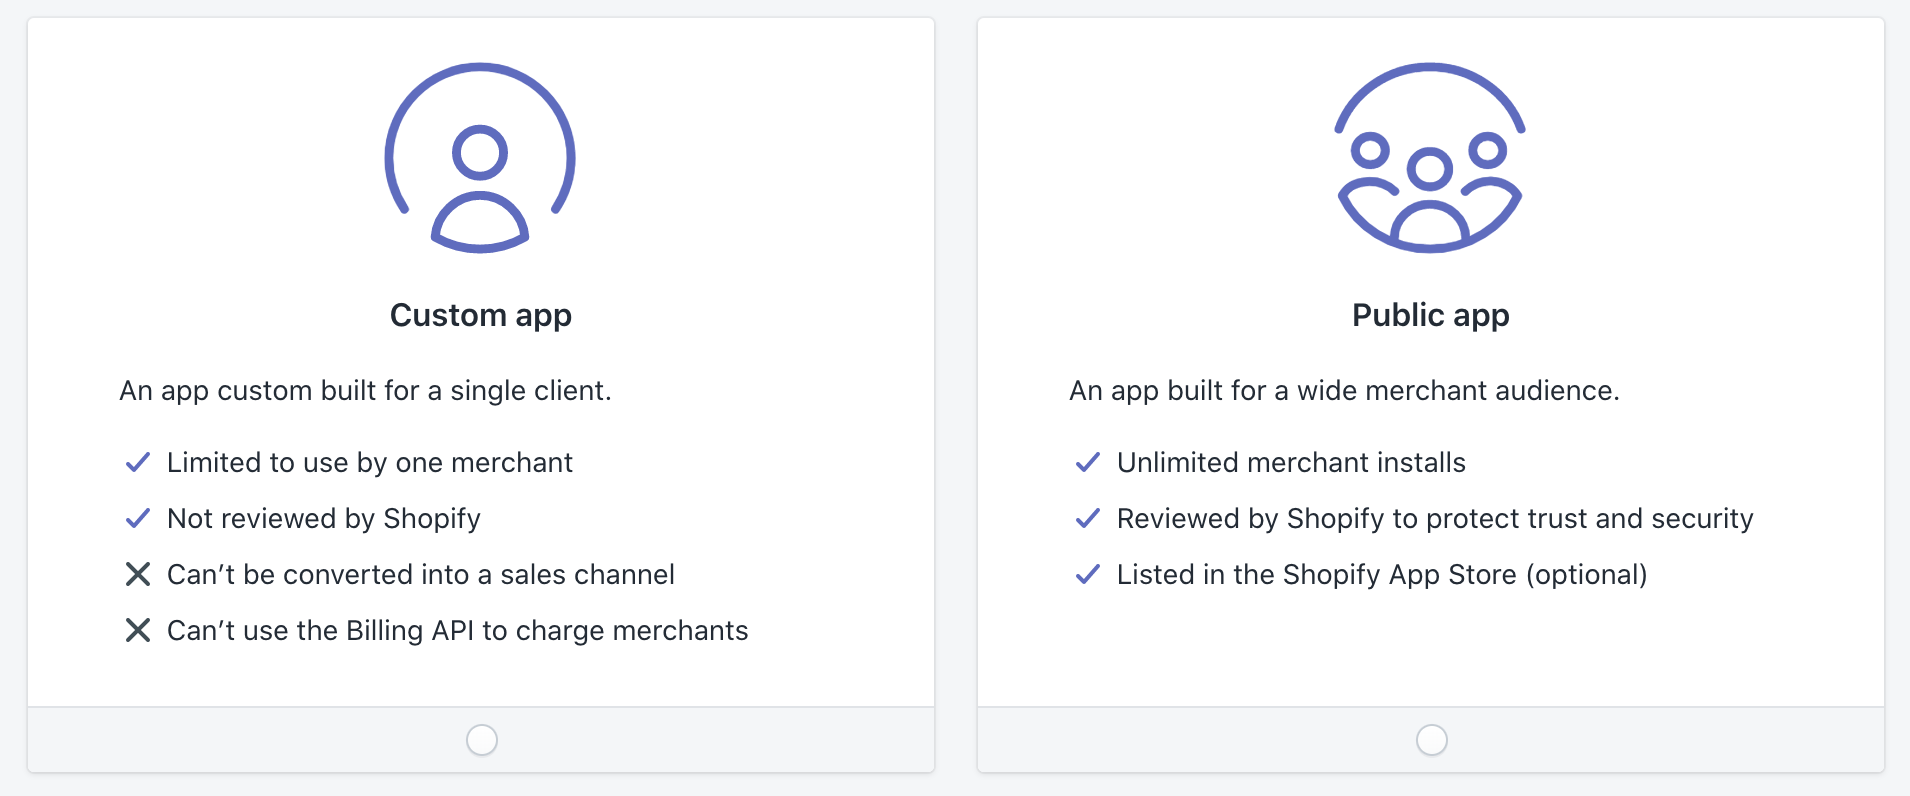 Custom app
An app custom built for a single client.
Limited to use by one merchant
Not reviewed by Shopify
Can’t be converted into a sales channel
Can’t use the Billing API to charge merchants
Public app
An app built for a wide merchant audience.
Unlimited merchant installs
Reviewed by Shopify to protect trust and security
Listed in the Shopify App Store (optional)